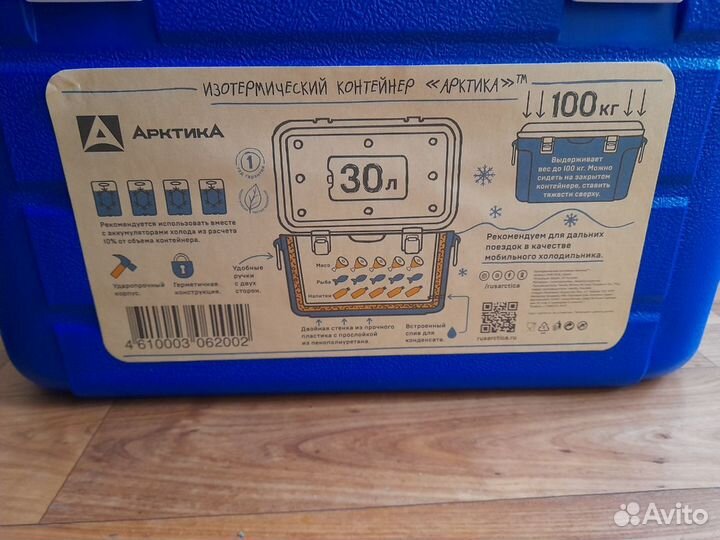 ИЗОТЕРМИЧЕСКИЙ КОНТЕЙНЕР «АРКТИКА»™
АРКТИКА
1
30 л
100 кг
Выдерживает
вес до 100 кг. Можно
сидеть на закрытом
контейнере, ставить
тяжести сверху.
Рекомендуется использовать вместе
с аккумуляторами холода из расчета
10% от объема контейнера.
Рекомендуем для дальних
поездок в качестве
мобильного холодильника.
Ударопрочный
корпус.
Герметичная
конструкция.
Удобные
ручки
с двух
сторон.
Мясо
Рыба
Напитки
/rusarctica
4 610003 062002
Двойная стенка из прочного
пластика с прослойкой
из пенополиуретана.
Встроенный
слив для
конденсата.
rusarctica.ru
Avito